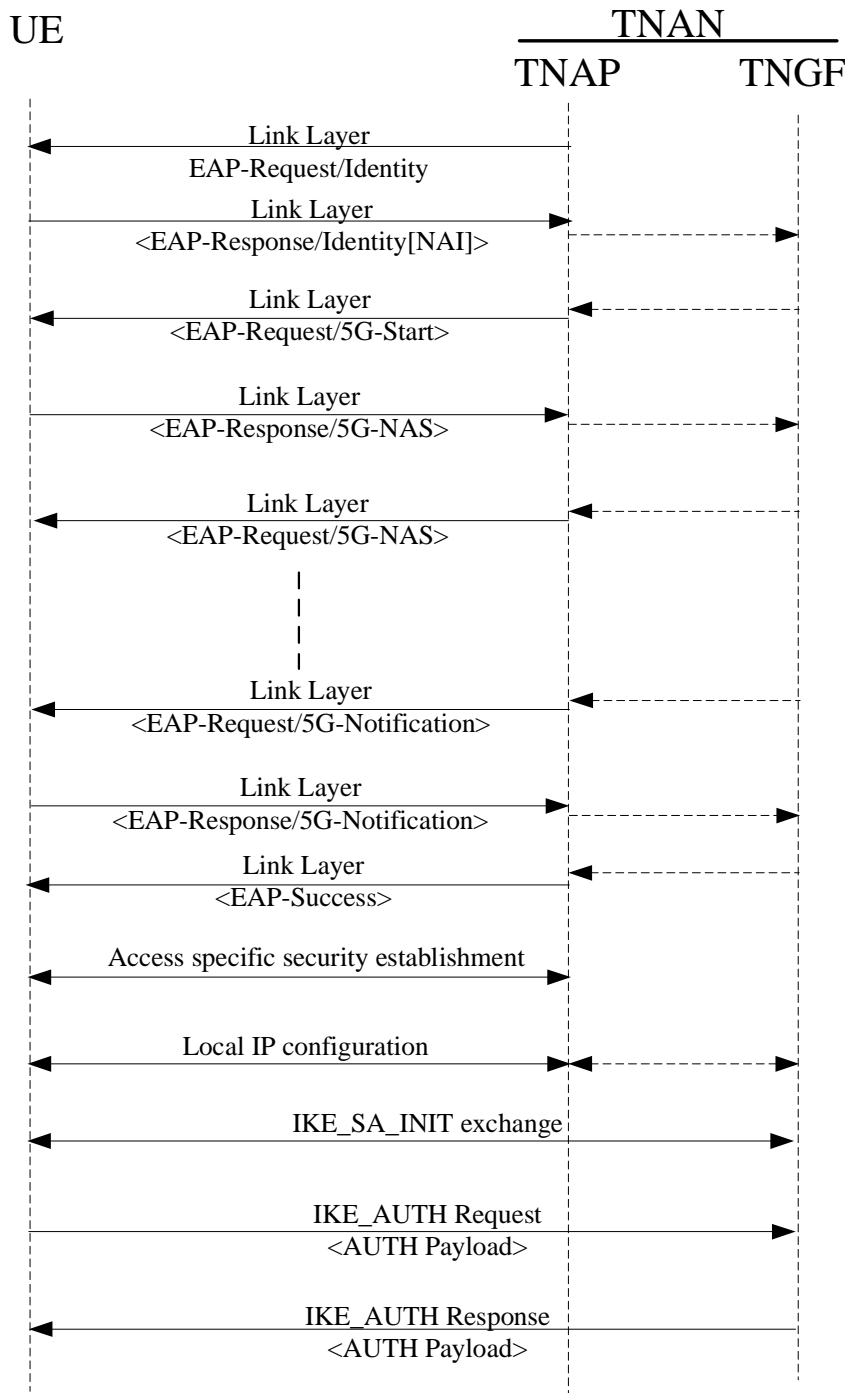 UE
TNAN
TNAP
TNGF
Link Layer
EAP-Request/Identity
Link Layer
<EAP-Response/Identity[NAI]>
Link Layer
<EAP-Request/5G-Start>
Link Layer
<EAP-Response/5G-NAS>
Link Layer
<EAP-Request/5G-NAS>
Link Layer
<EAP-Request/5G-Notification>
Link Layer
<EAP-Response/5G-Notification>
Link Layer
<EAP-Success>
Access specific security establishment
Local IP configuration
IKE_SA_INIT exchange
IKE_AUTH Request
<AUTH Payload>
IKE_AUTH Response
<AUTH Payload>